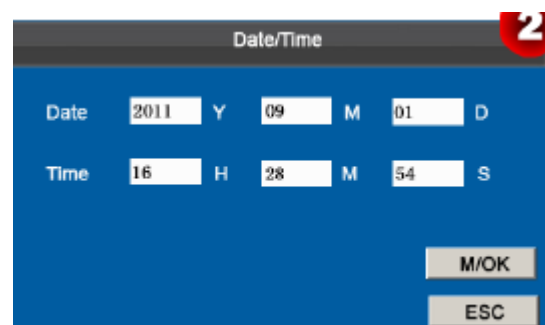 Date/Time
2
Date 2011 Y 09 M 01 D
Time 16 H 28 M 54 S
M/OK
ESC